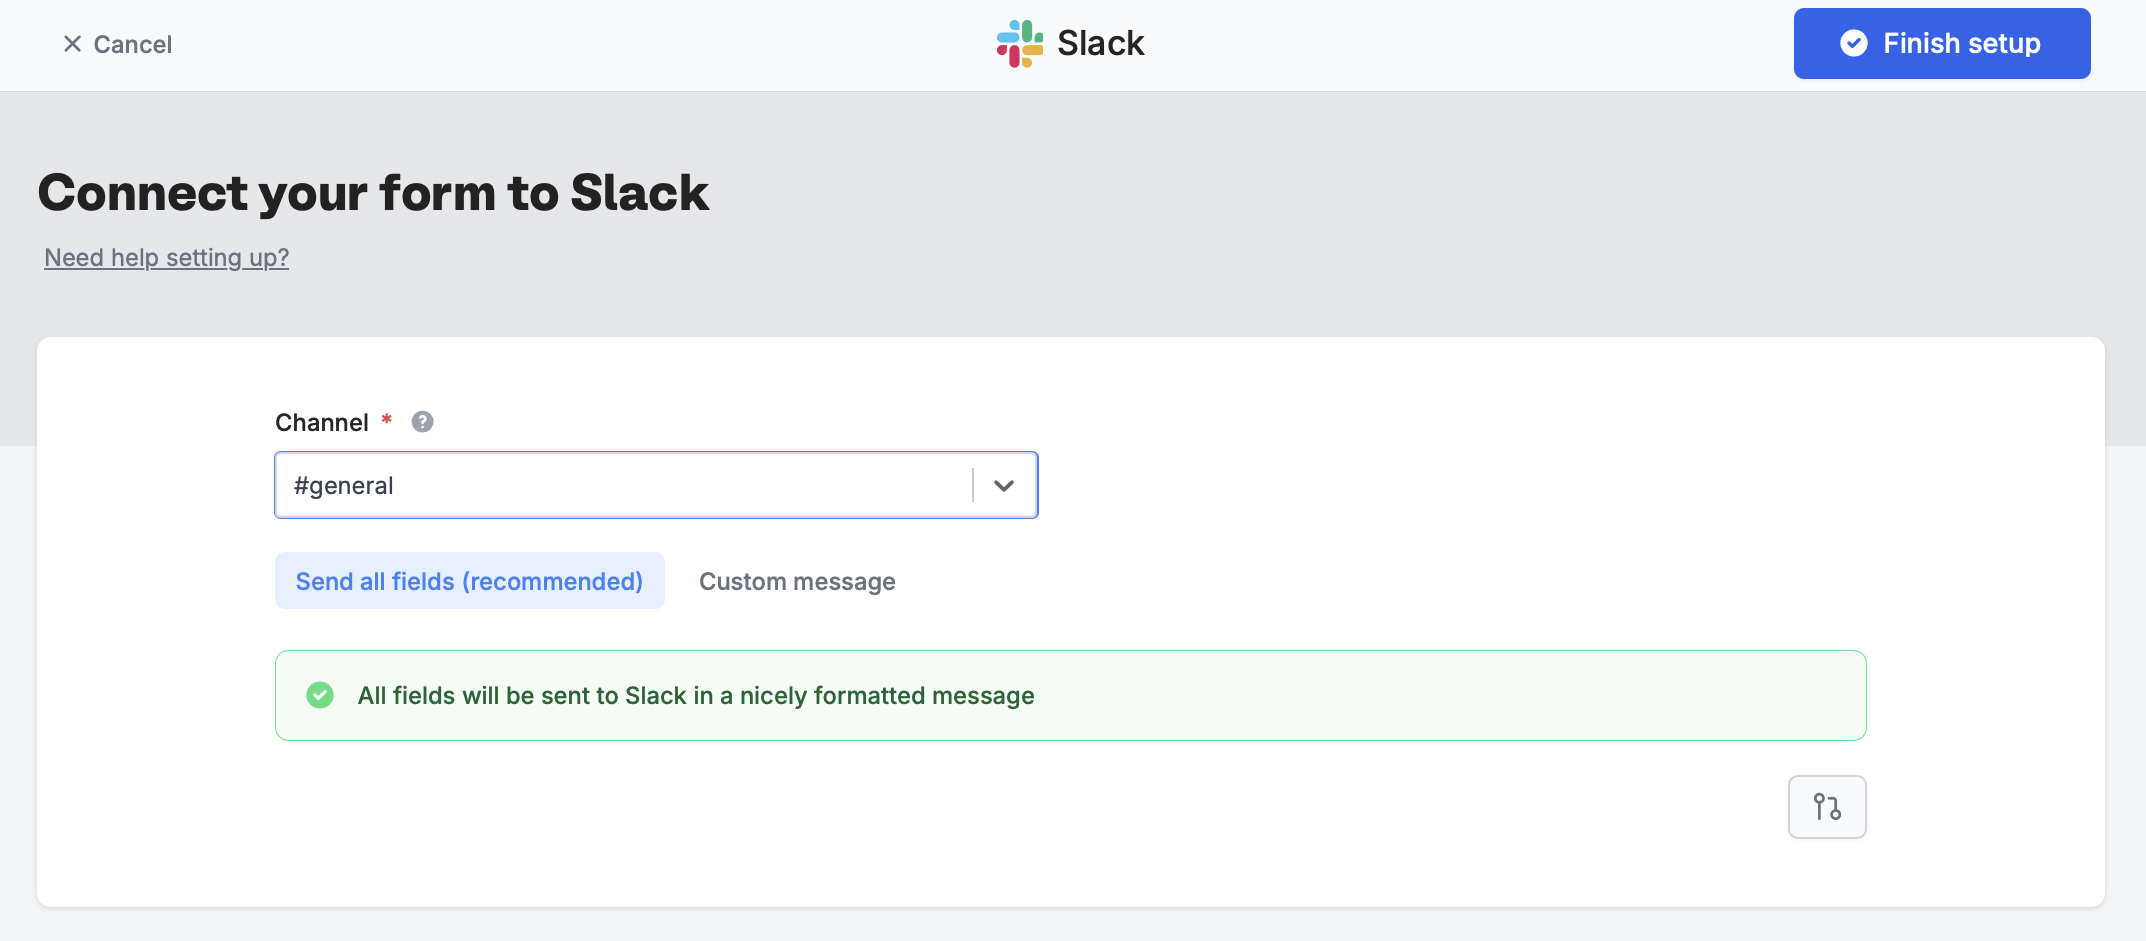 Cancel
Slack
Finish setup
Connect your form to Slack
Need help setting up?
Channel * ?
#general
Send all fields (recommended)
Custom message
All fields will be sent to Slack in a nicely formatted message